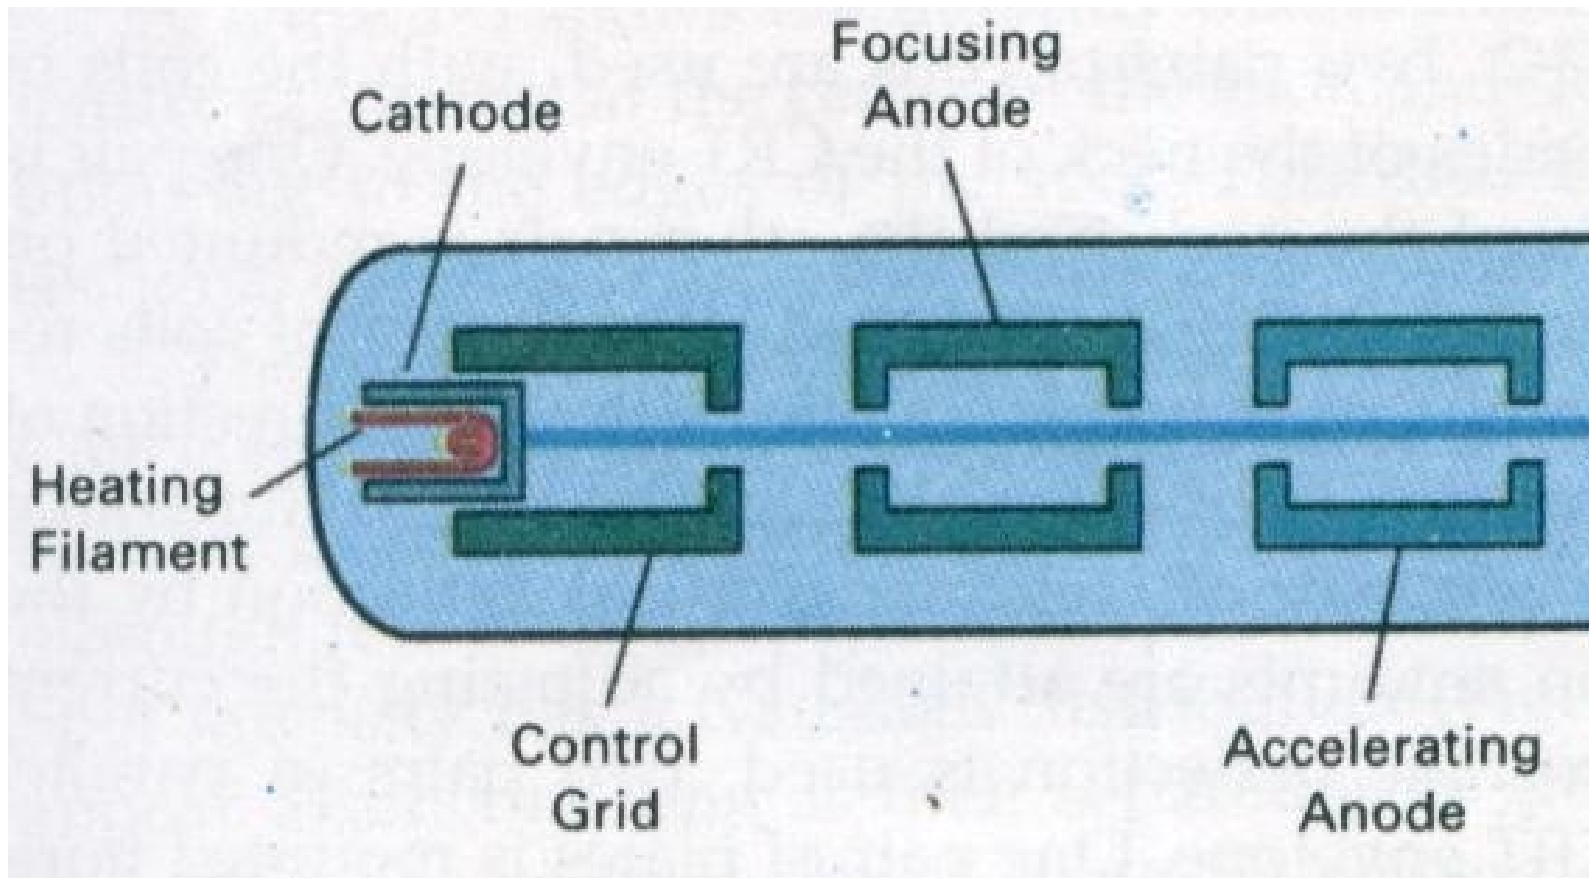 Focusing
Anode
Cathode
Heating
Filament
Control
Grid
Accelerating
Anode